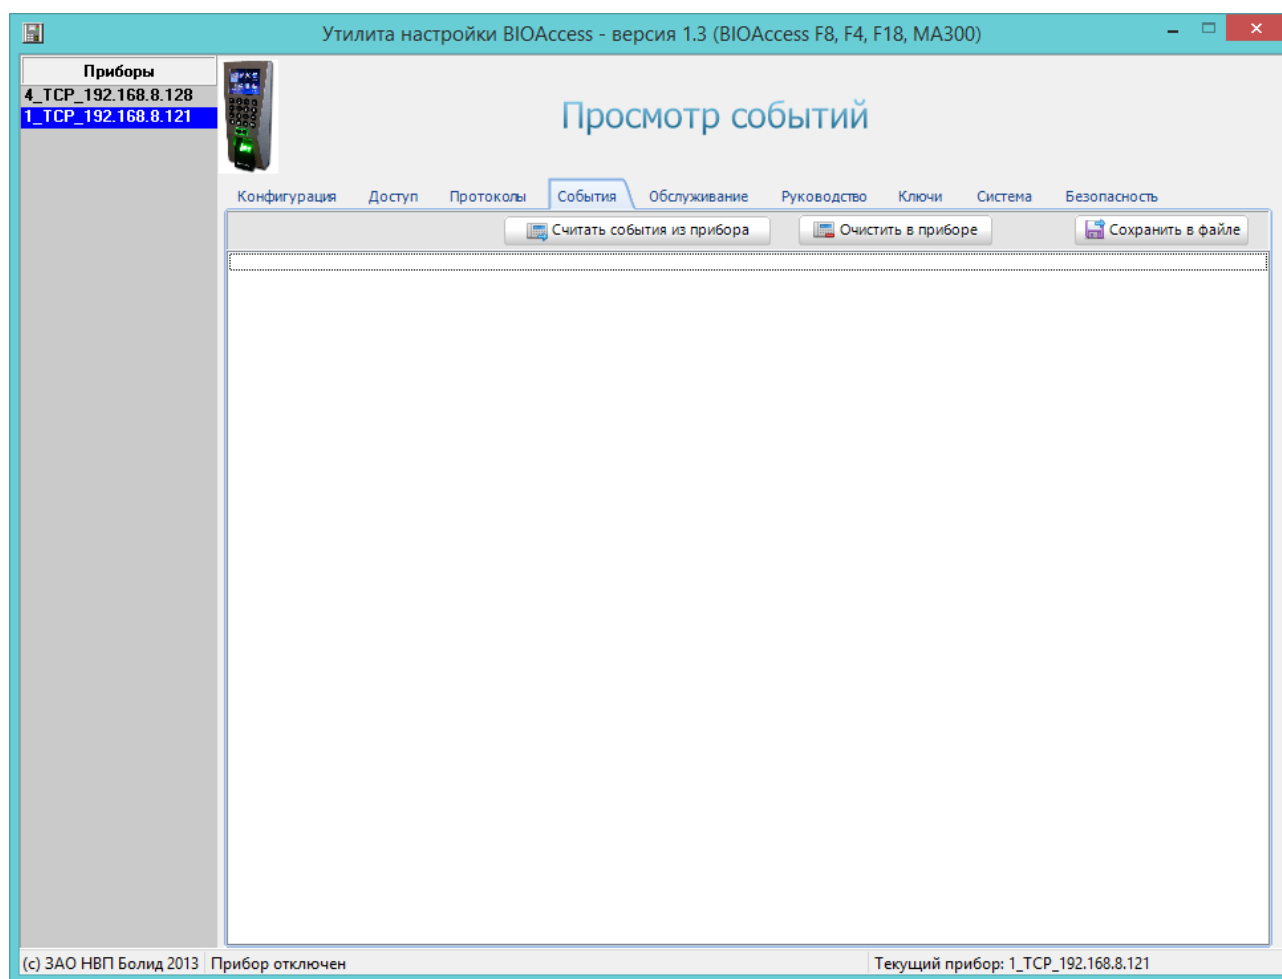 Утилита настройки BIOAccess - версия 1.3 (BIOAccess F8, F4, F18, MA300)
Приборы
4_TCP_192.168.8.128
1_TCP_192.168.8.121
Просмотр событий
Конфигурация Доступ Протоколы События Обслуживание Руководство Ключи Система Безопасность
Считать события из прибора Очистить в приборе Сохранить в файле
(c) ЗАО НВП Болид 2013 Прибор отключен Текущий прибор: 1_TCP_192.168.8.121